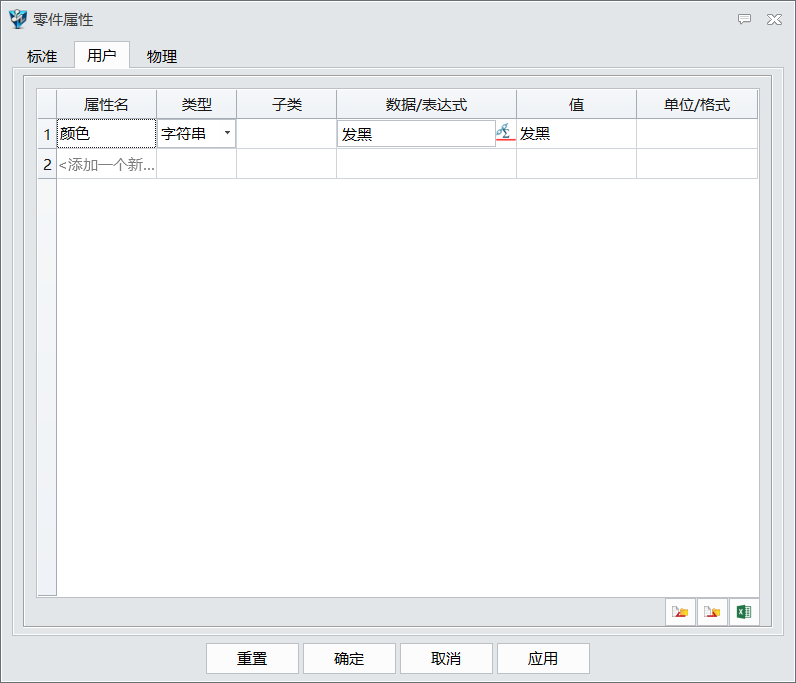 零件属性
标准 用户 物理
属性名 类型 子类 数据/表达式 值 单位/格式
1 颜色 字符串 发黑 发黑
2 <添加一个新...
重置 确定 取消 应用